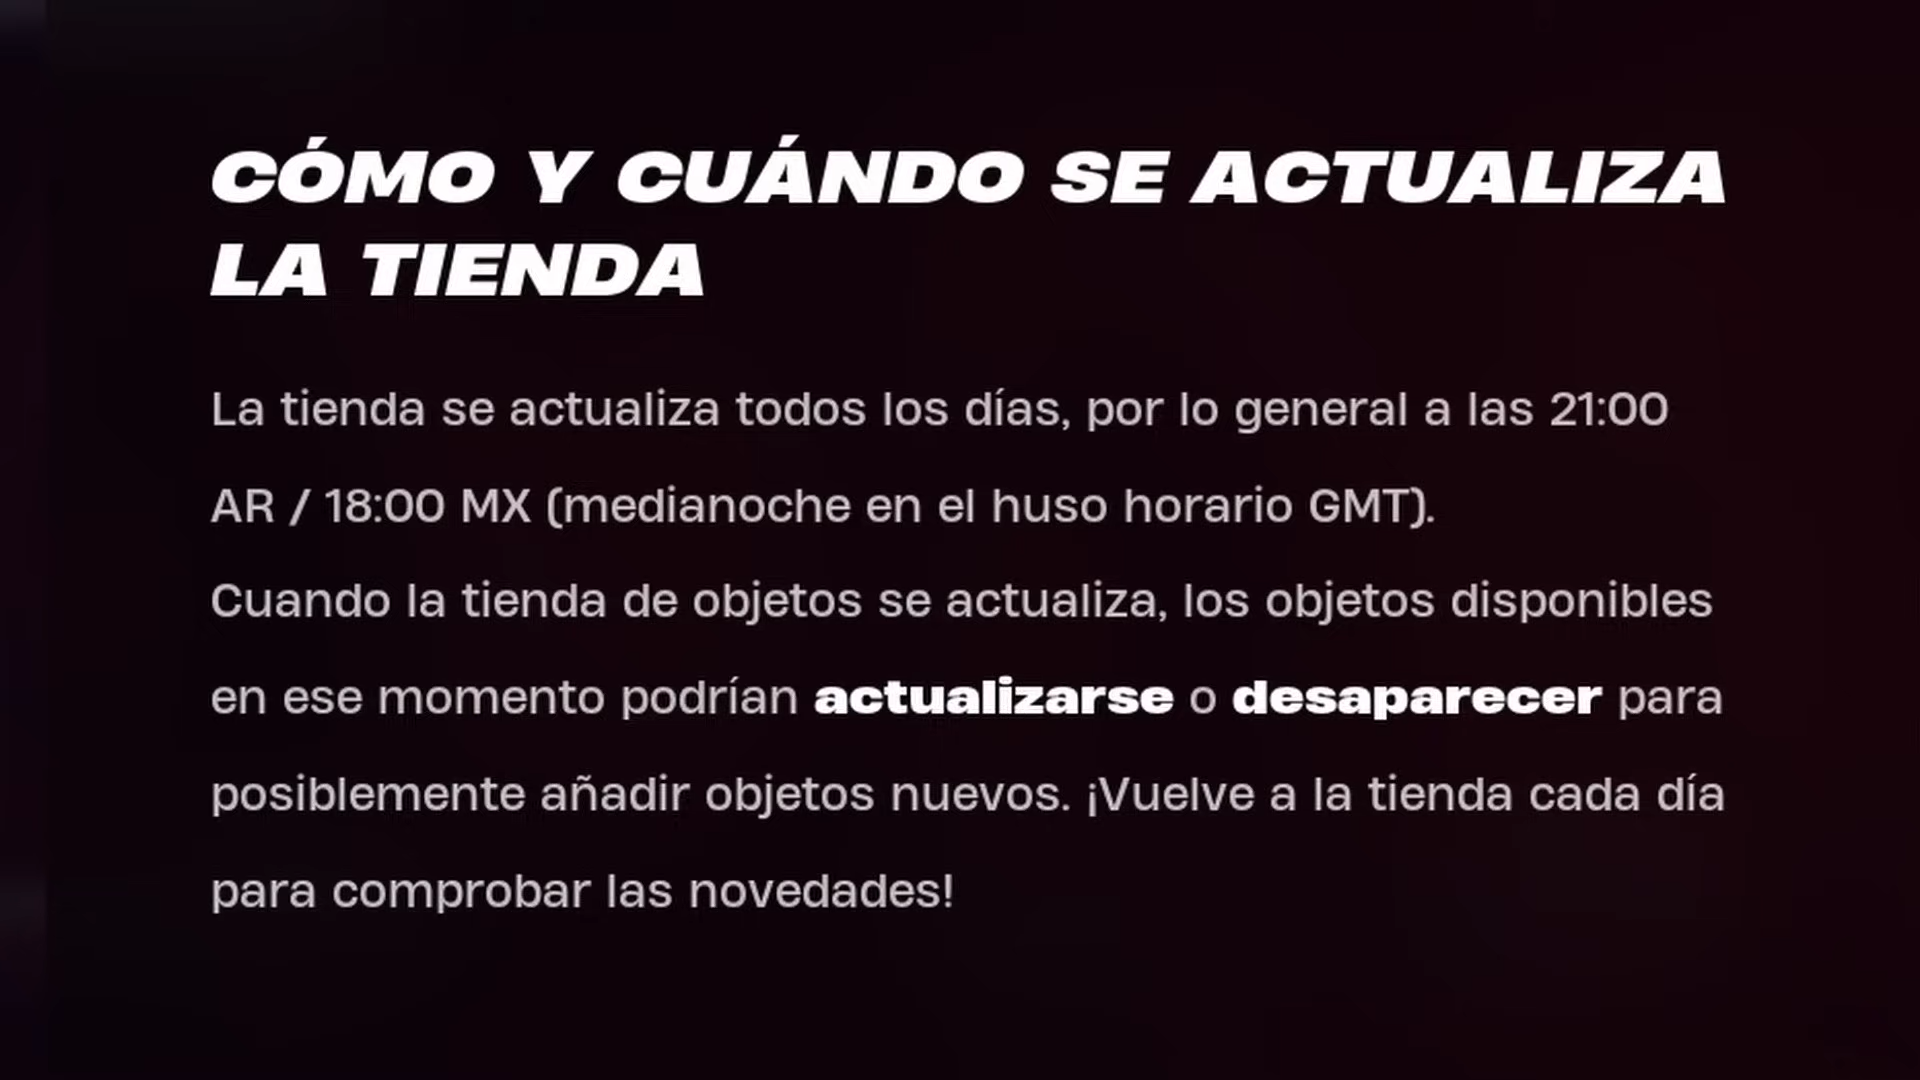 CÓMO Y CUÁNDO SE ACTUALIZA
LA TIENDA
La tienda se actualiza todos los días, por lo general a las 21:00
AR / 18:00 MX (medianoche en el huso horario GMT).
Cuando la tienda de objetos se actualiza, los objetos disponibles
en ese momento podrían actualizarse o desaparecer para
posiblemente añadir objetos nuevos. ¡Vuelve a la tienda cada día
para comprobar las novedades!